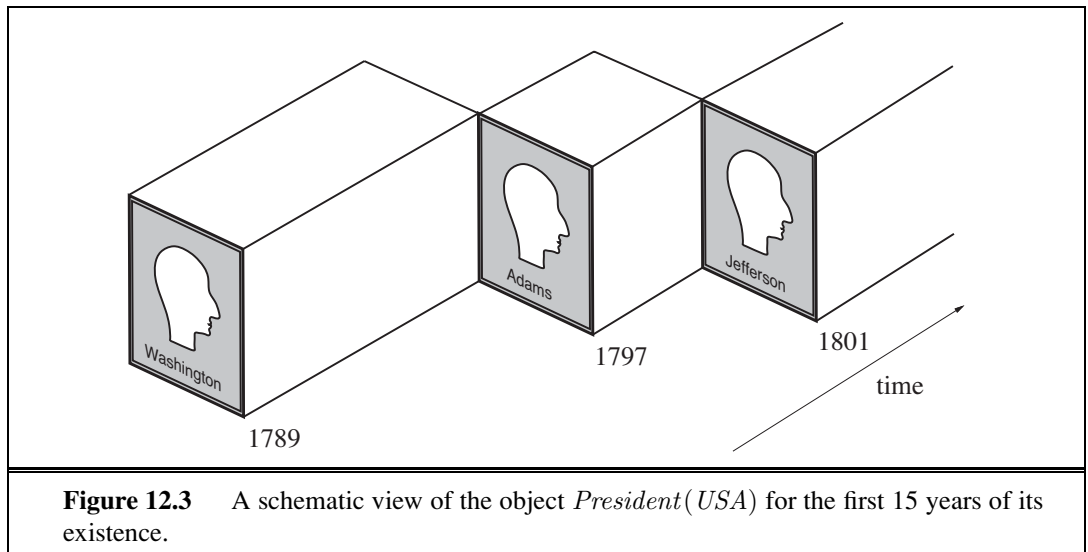 Washington
Adams
Jefferson
1789
1797
1801
time
Figure 12.3 A schematic view of the object President(USA) for the first 15 years of its
existence.